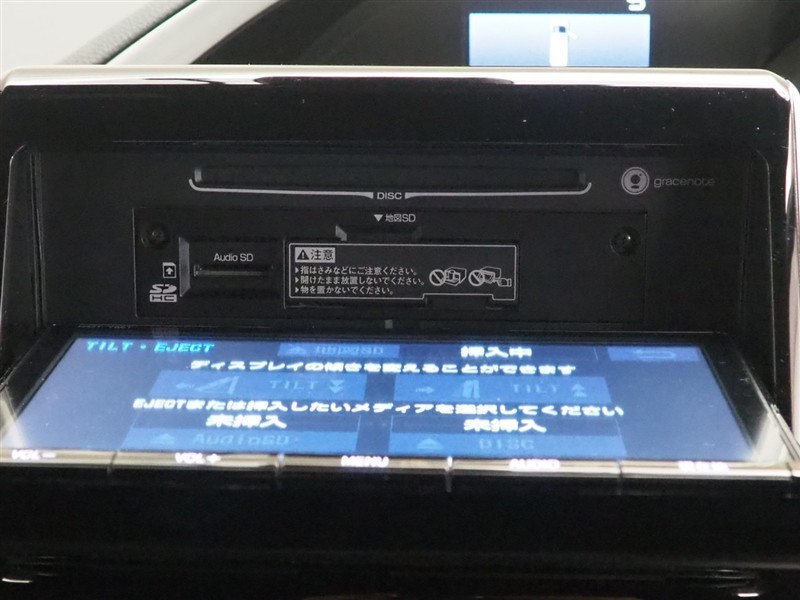 DISC
gracenote
▼地図SD
Audio SD
SD
HC
注意
▶指はさみなどにご注意ください。
▶開けたまま放置しないでください。
▶物を置かないでください。
TILT・EJECT
地図SD
挿入中
ディスプレイの傾きを変えることができます
TILT
TILT
EJECTまたは挿入したいメディアを選択してください
未挿入
未挿入
AudioSD
DISC
VOL−
VOL+
MENU
AUDIO